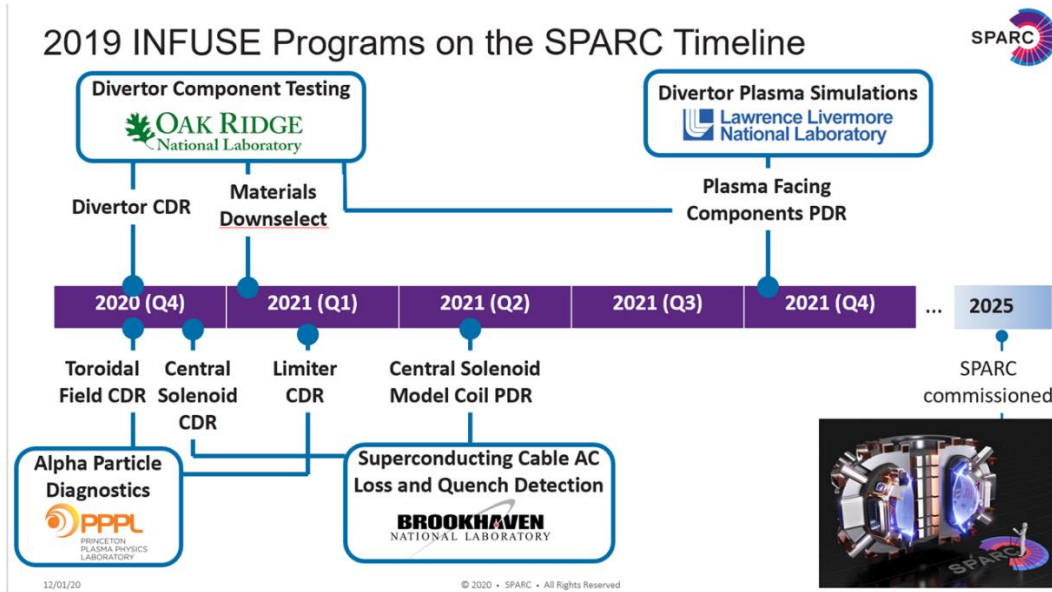 2019 INFUSE Programs on the SPARC Timeline
SPARC
Divertor Component Testing
OAK RIDGE
National Laboratory
Divertor Plasma Simulations
Lawrence Livermore
National Laboratory
Divertor CDR
Materials
Downselect
Plasma Facing
Components PDR
2020 (Q4)
2021 (Q1)
2021 (Q2)
2021 (Q3)
2021 (Q4)
...
2025
Toroidal
Field CDR
Central
Solenoid
CDR
Limiter
CDR
Central Solenoid
Model Coil PDR
SPARC
commissioned
Alpha Particle
Diagnostics
PPPL
PRINCETON
PLASMA PHYSICS
LABORATORY
Superconducting Cable AC
Loss and Quench Detection
BROOKHAVEN
NATIONAL LABORATORY
SPARC
12/01/20
© 2020 • SPARC • All Rights Reserved